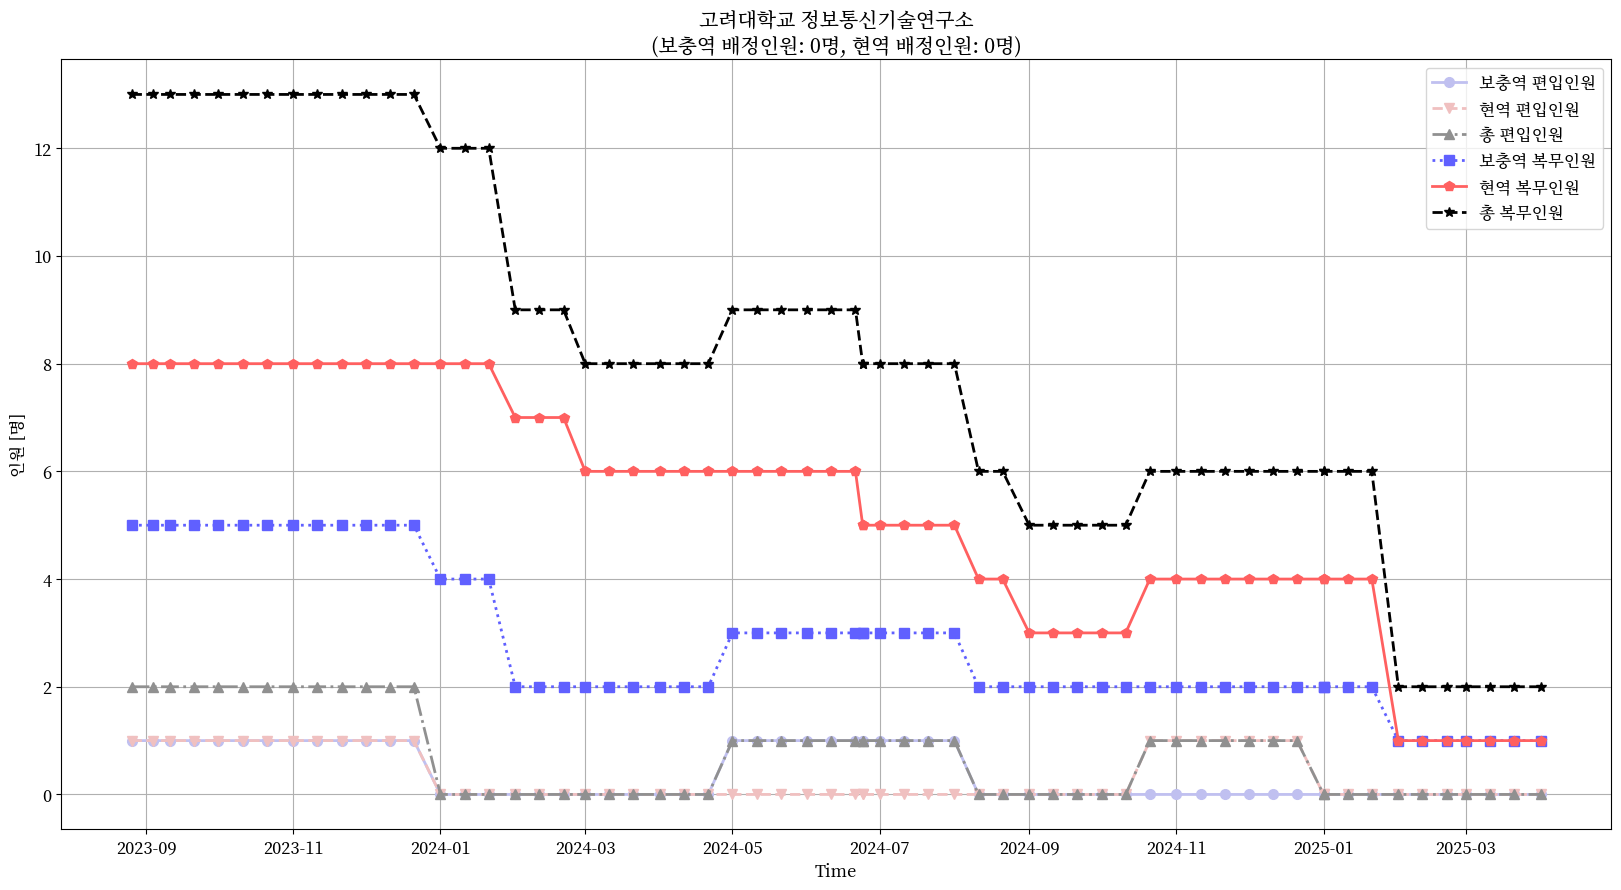 고려대학교 정보통신기술연구소
(보충역 배정인원: 0명, 현역 배정인원: 0명)
보충역 편입인원
현역 편입인원
총 편입인원
보충역 복무인원
현역 복무인원
총 복무인원
인원 [명]
12
10
8
6
4
2
0
2023-09
2023-11
2024-01
2024-03
2024-05
2024-07
2024-09
2024-11
2025-01
2025-03
Time